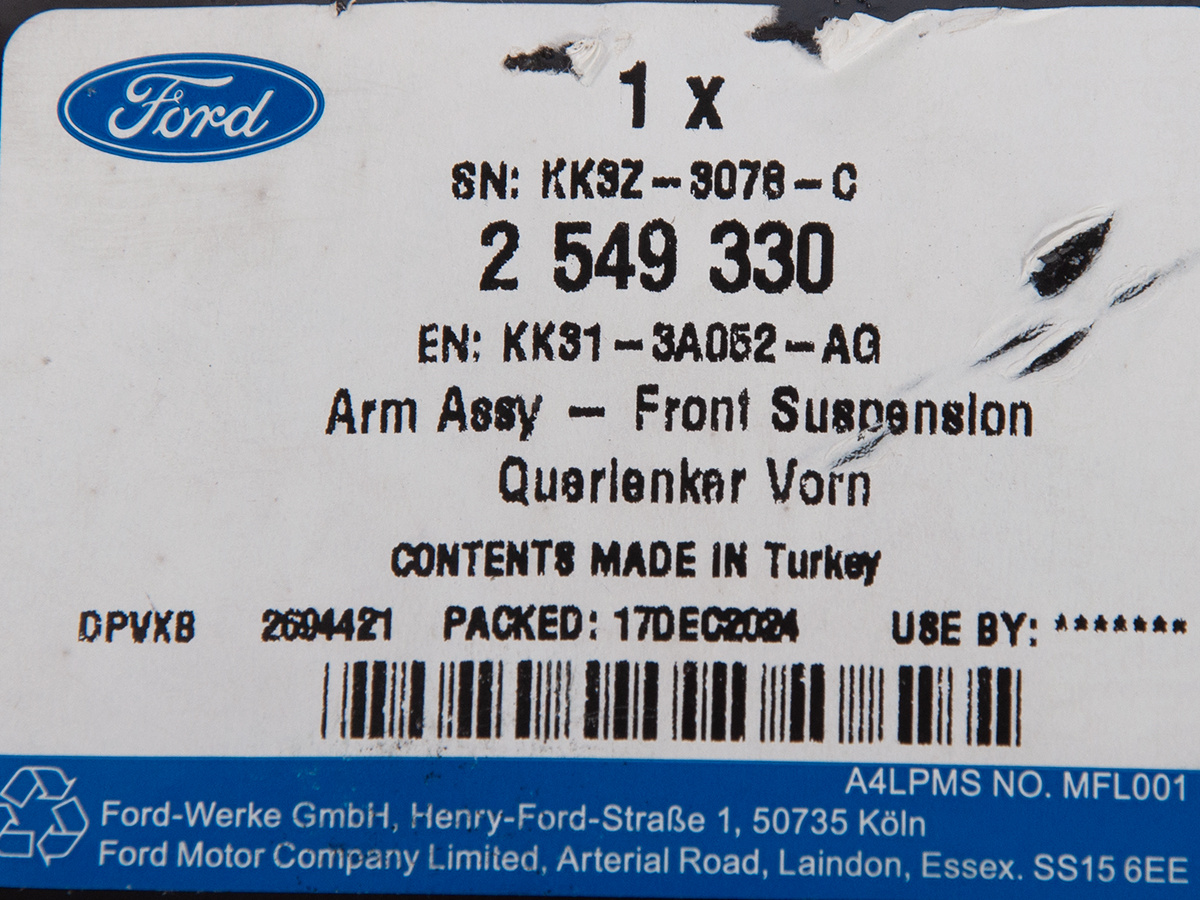 Ford
1 x
SN: KK3Z-3078-C
2 549 330
EN: KK31-3A052-AG
Arm Assy - Front Suspension
Querlenker Vorn
CONTENTS MADE IN Turkey
DPVXB 2694421 PACKED: 17DEC2024 USE BY: *******
A4LPMS NO. MFL001
Ford-Werke GmbH, Henry-Ford-Straße 1, 50735 Köln
Ford Motor Company Limited, Arterial Road, Laindon, Essex. SS15 6EE